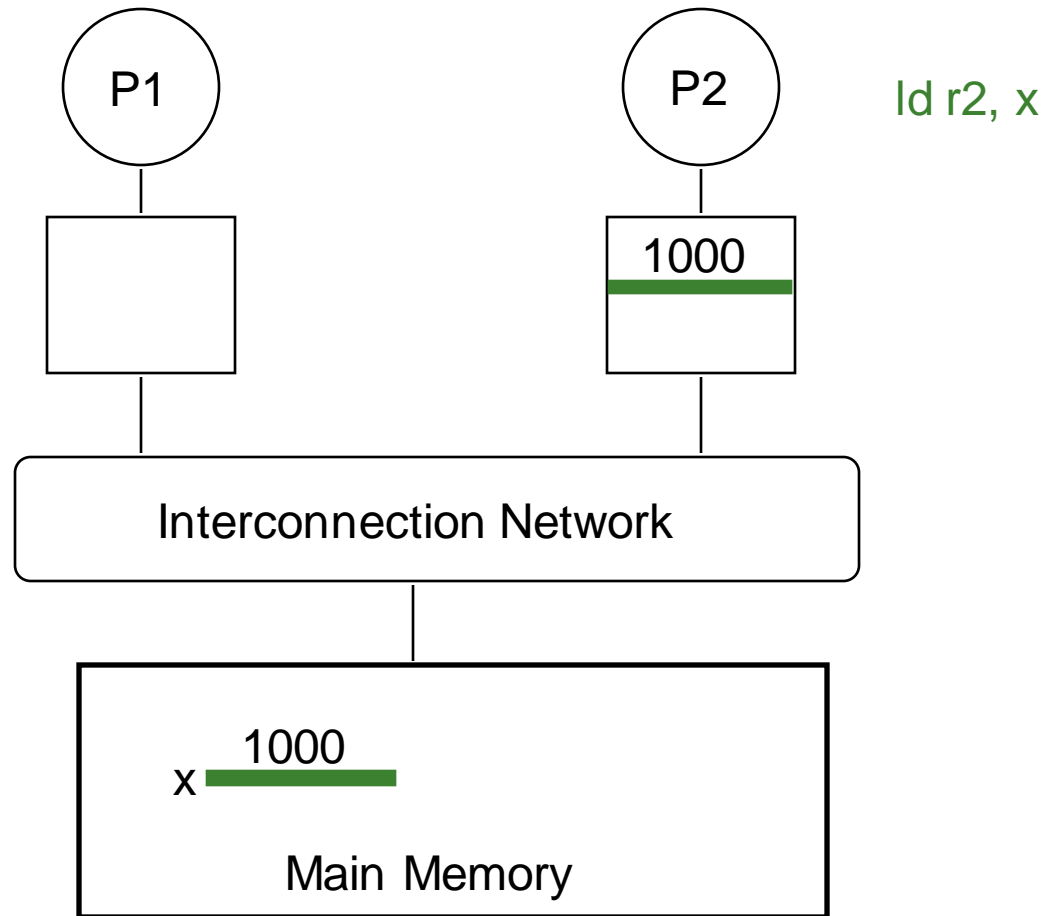 P1
P2
ld r2, x
1000
Interconnection Network
1000
x
Main Memory